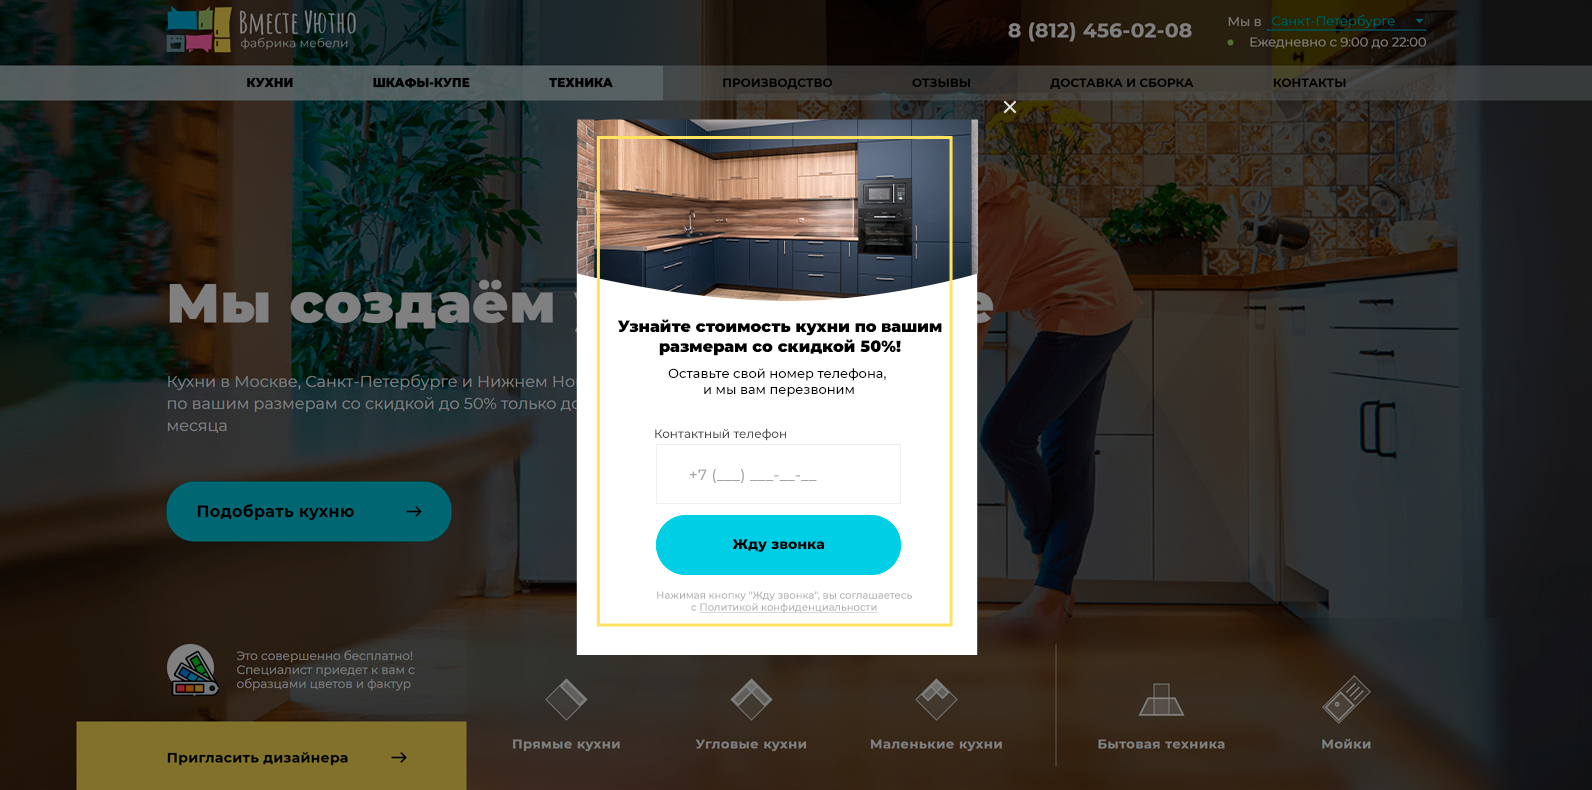 Вместе Уютно
фабрика мебели
8 (812) 456-02-08
Мы в Санкт-Петербурге
Ежедневно с 9:00 до 22:00
КУХНИ ШКАФЫ-КУПЕ ТЕХНИКА ПРОИЗВОДСТВО ОТЗЫВЫ ДОСТАВКА И СБОРКА КОНТАКТЫ
Мы создаём
Кухни в Москве, Санкт-Петербурге и Нижнем
по вашим размерам со скидкой до 50% только
месяца
Подобрать кухню
Узнайте стоимость кухни по вашим
размерам со скидкой 50%!
Оставьте свой номер телефона,
и мы вам перезвоним
Контактный телефон
+7 (___) ___-__-__
Жду звонка
Нажимая кнопку "Жду звонка", вы соглашаетесь
с Политикой конфиденциальности
Это совершенно бесплатно!
Специалист приедет к вам с
образцами цветов и фактур
Пригласить дизайнера
Прямые кухни
Угловые кухни
Маленькие кухни
Бытовая техника
Мойки